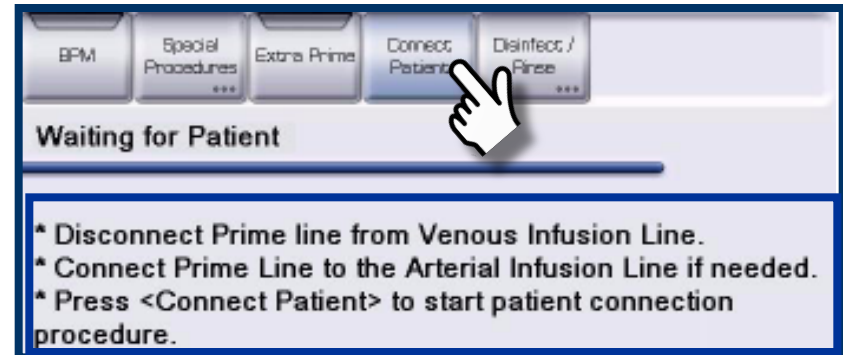 BPM
Special
Procedures
...
Extra Prime
Connect
Patient
Disinfect /
Rinse
...
Waiting for Patient
* Disconnect Prime line from Venous Infusion Line.
* Connect Prime Line to the Arterial Infusion Line if needed.
* Press <Connect Patient> to start patient connection
procedure.